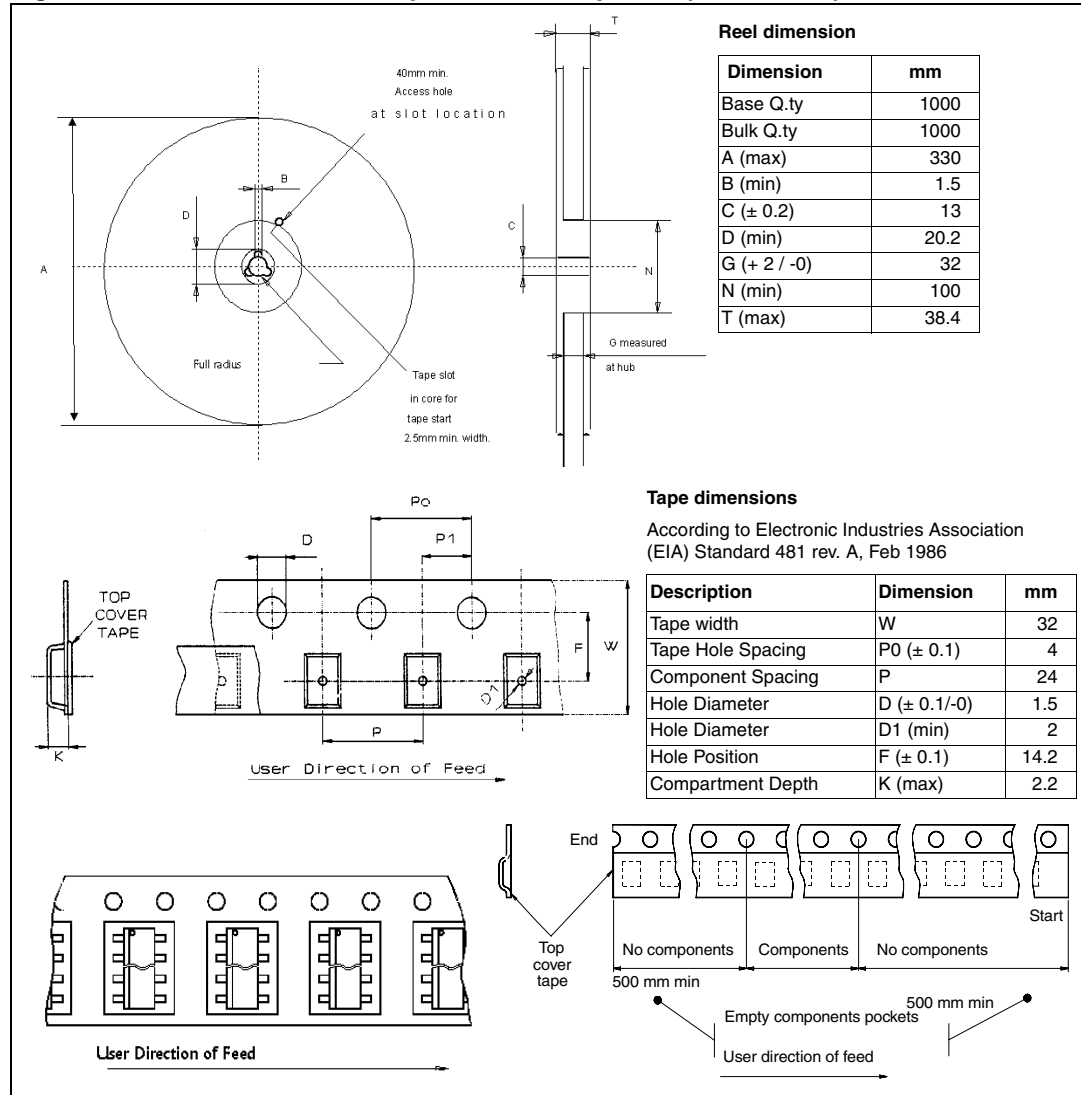 T
40mm min.
Access hole
at slot location
B
D
A
C
N
Full radius
Tape slot
in core for
tape start
2.5mm min. width.
G measured
at hub
Reel dimension
Dimension mm
Base Q.ty 1000
Bulk Q.ty 1000
A (max) 330
B (min) 1.5
C (± 0.2) 13
D (min) 20.2
G (+ 2 / -0) 32
N (min) 100
T (max) 38.4
Po
D
P1
TOP
COVER
TAPE
F
W
D1
P
K
User Direction of Feed
Tape dimensions
According to Electronic Industries Association
(EIA) Standard 481 rev. A, Feb 1986
Description Dimension mm
Tape width W 32
Tape Hole Spacing P0 (± 0.1) 4
Component Spacing P 24
Hole Diameter D (± 0.1/-0) 1.5
Hole Diameter D1 (min) 2
Hole Position F (± 0.1) 14.2
Compartment Depth K (max) 2.2
End
Start
Top
cover
tape
No components Components No components
500 mm min
500 mm min
Empty components pockets
User direction of feed
User Direction of Feed